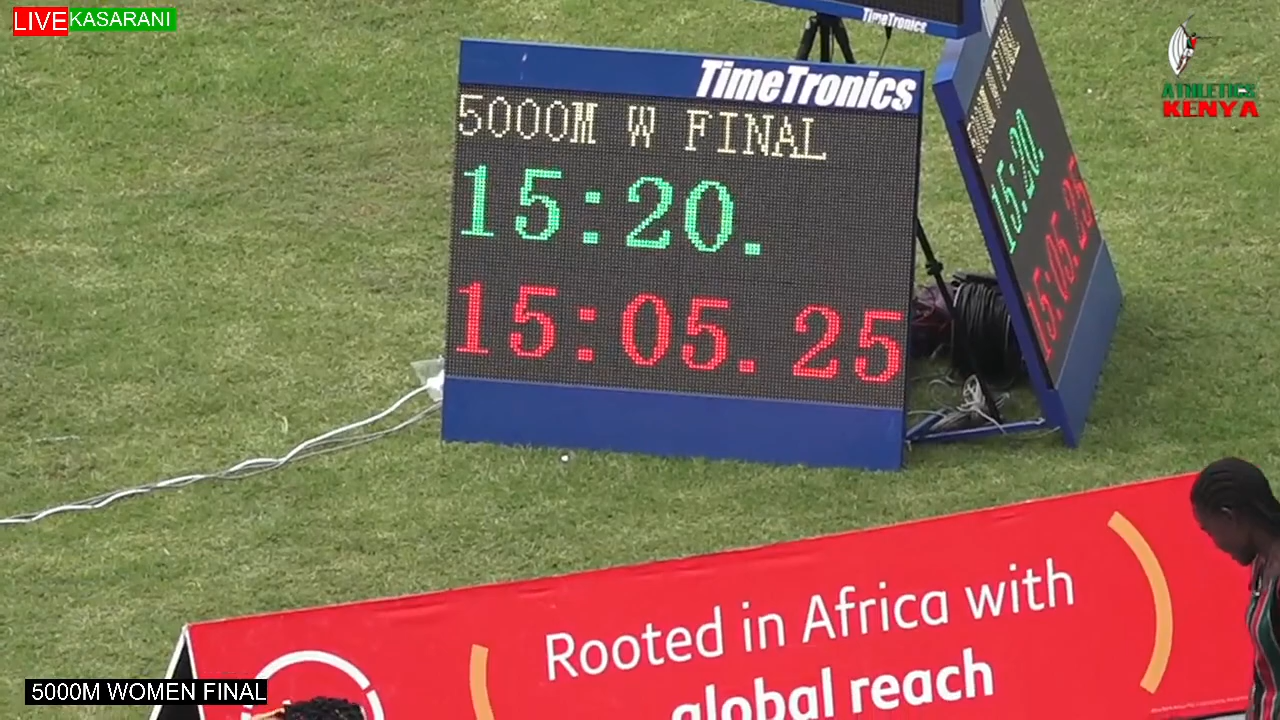 LIVE KASARANI
TimeTronics
ATHLETICS
KENYA
TimeTronics
5000M W FINAL
15:20.
15:05.25
15:20.
15:05.25
Rooted in Africa with
global reach
5000M WOMEN FINAL